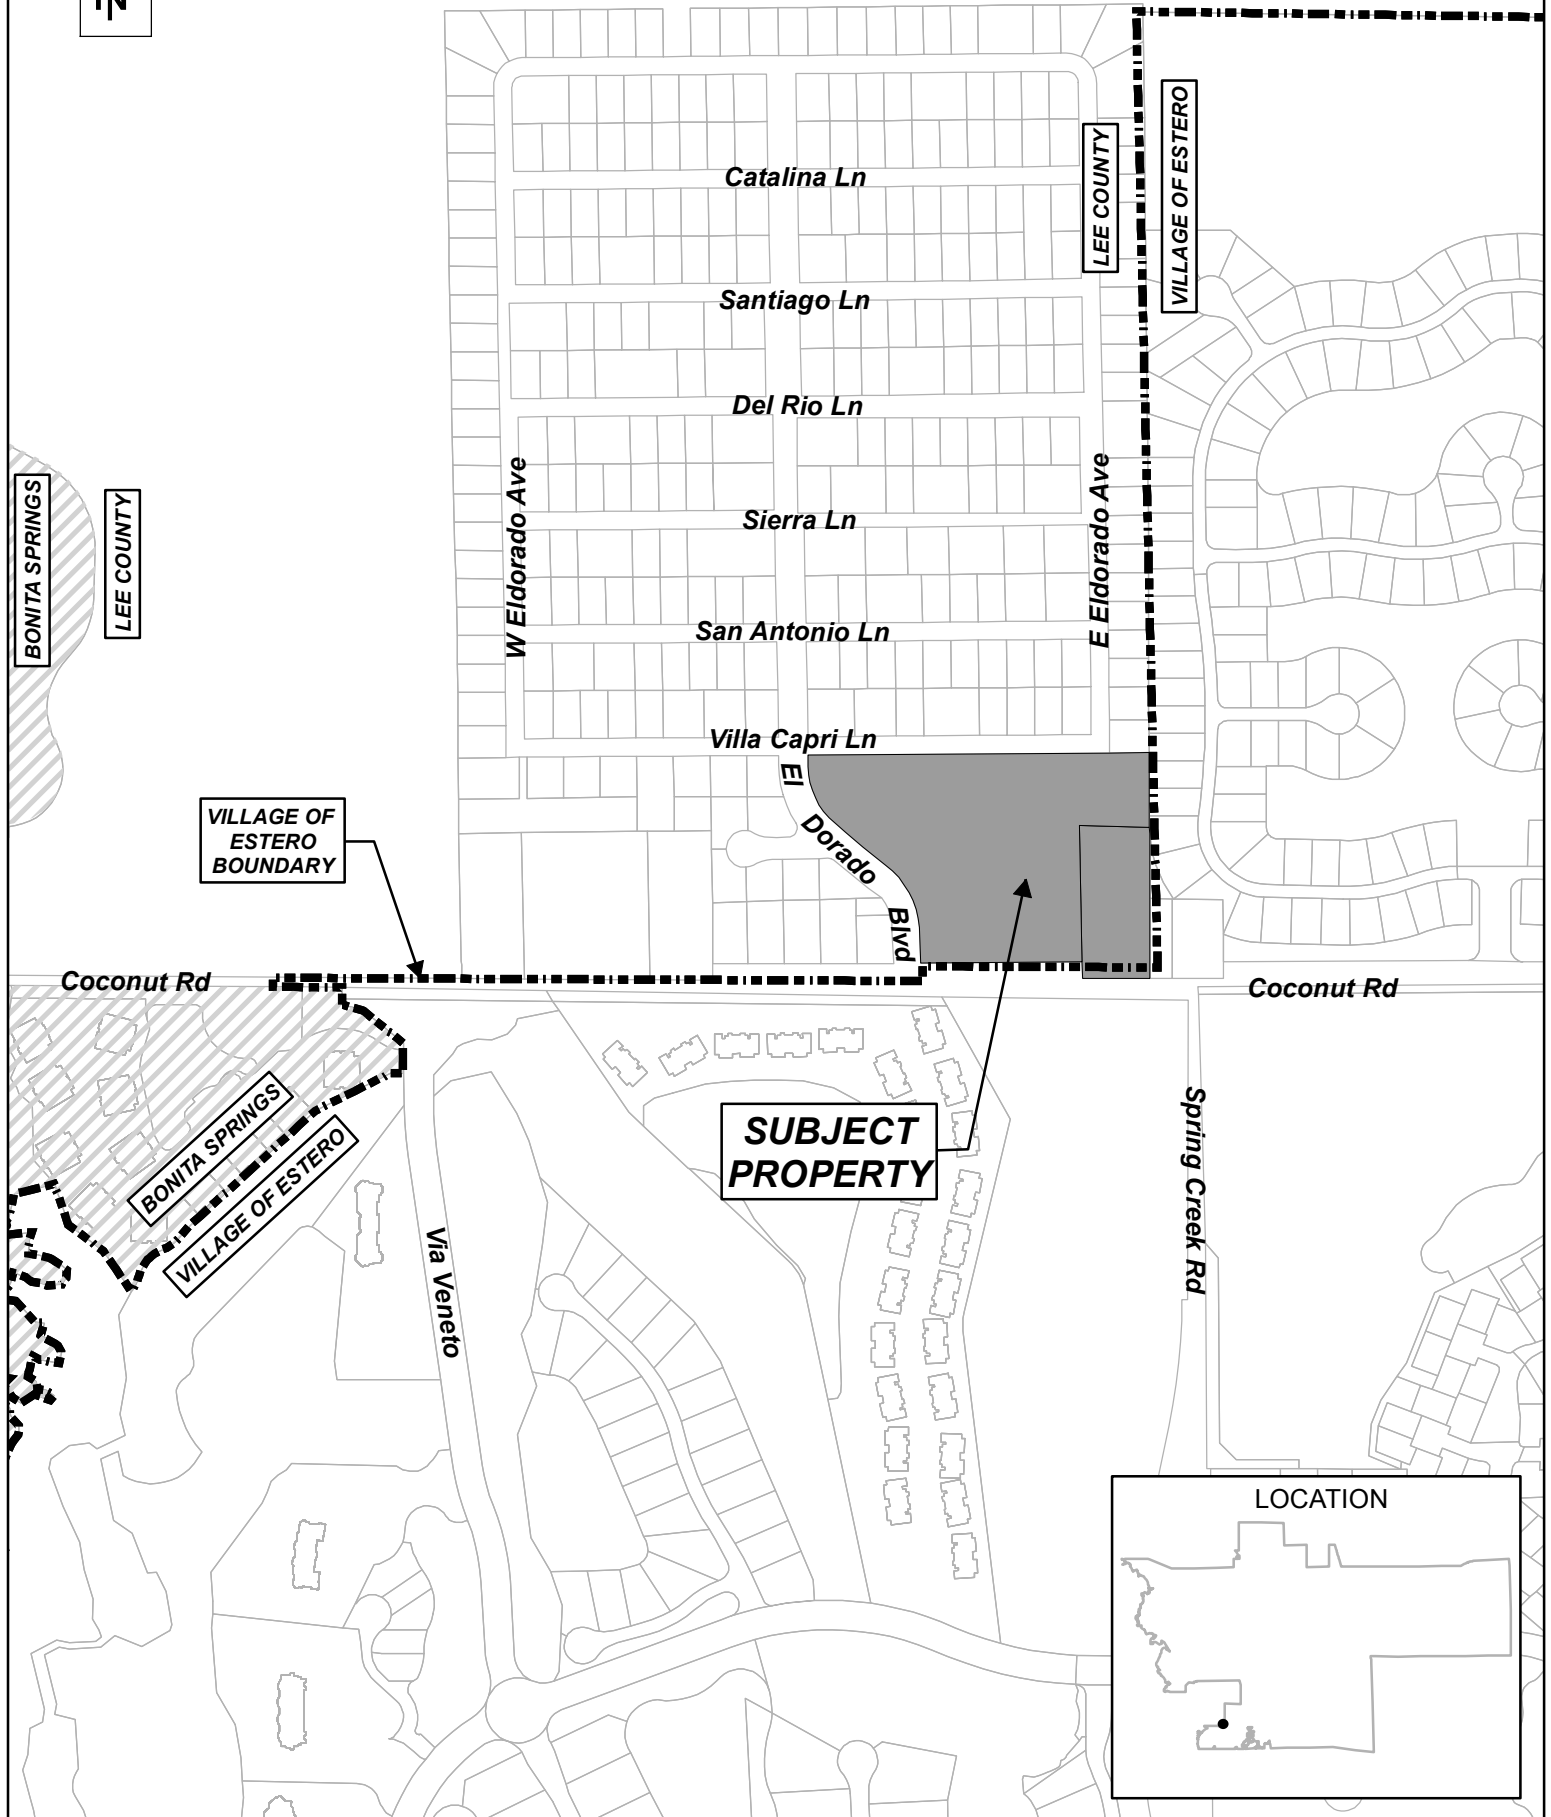 N
Catalina Ln
LEE COUNTY
VILLAGE OF ESTERO
Santiago Ln
Del Rio Ln
W Eldorado Ave
E Eldorado Ave
BONITA SPRINGS
LEE COUNTY
Sierra Ln
San Antonio Ln
Villa Capri Ln
El
Dorado
Blvd
VILLAGE OF
ESTERO
BOUNDARY
Coconut Rd
Coconut Rd
BONITA SPRINGS
VILLAGE OF ESTERO
SUBJECT
PROPERTY
Spring Creek Rd
Via Veneto
LOCATION